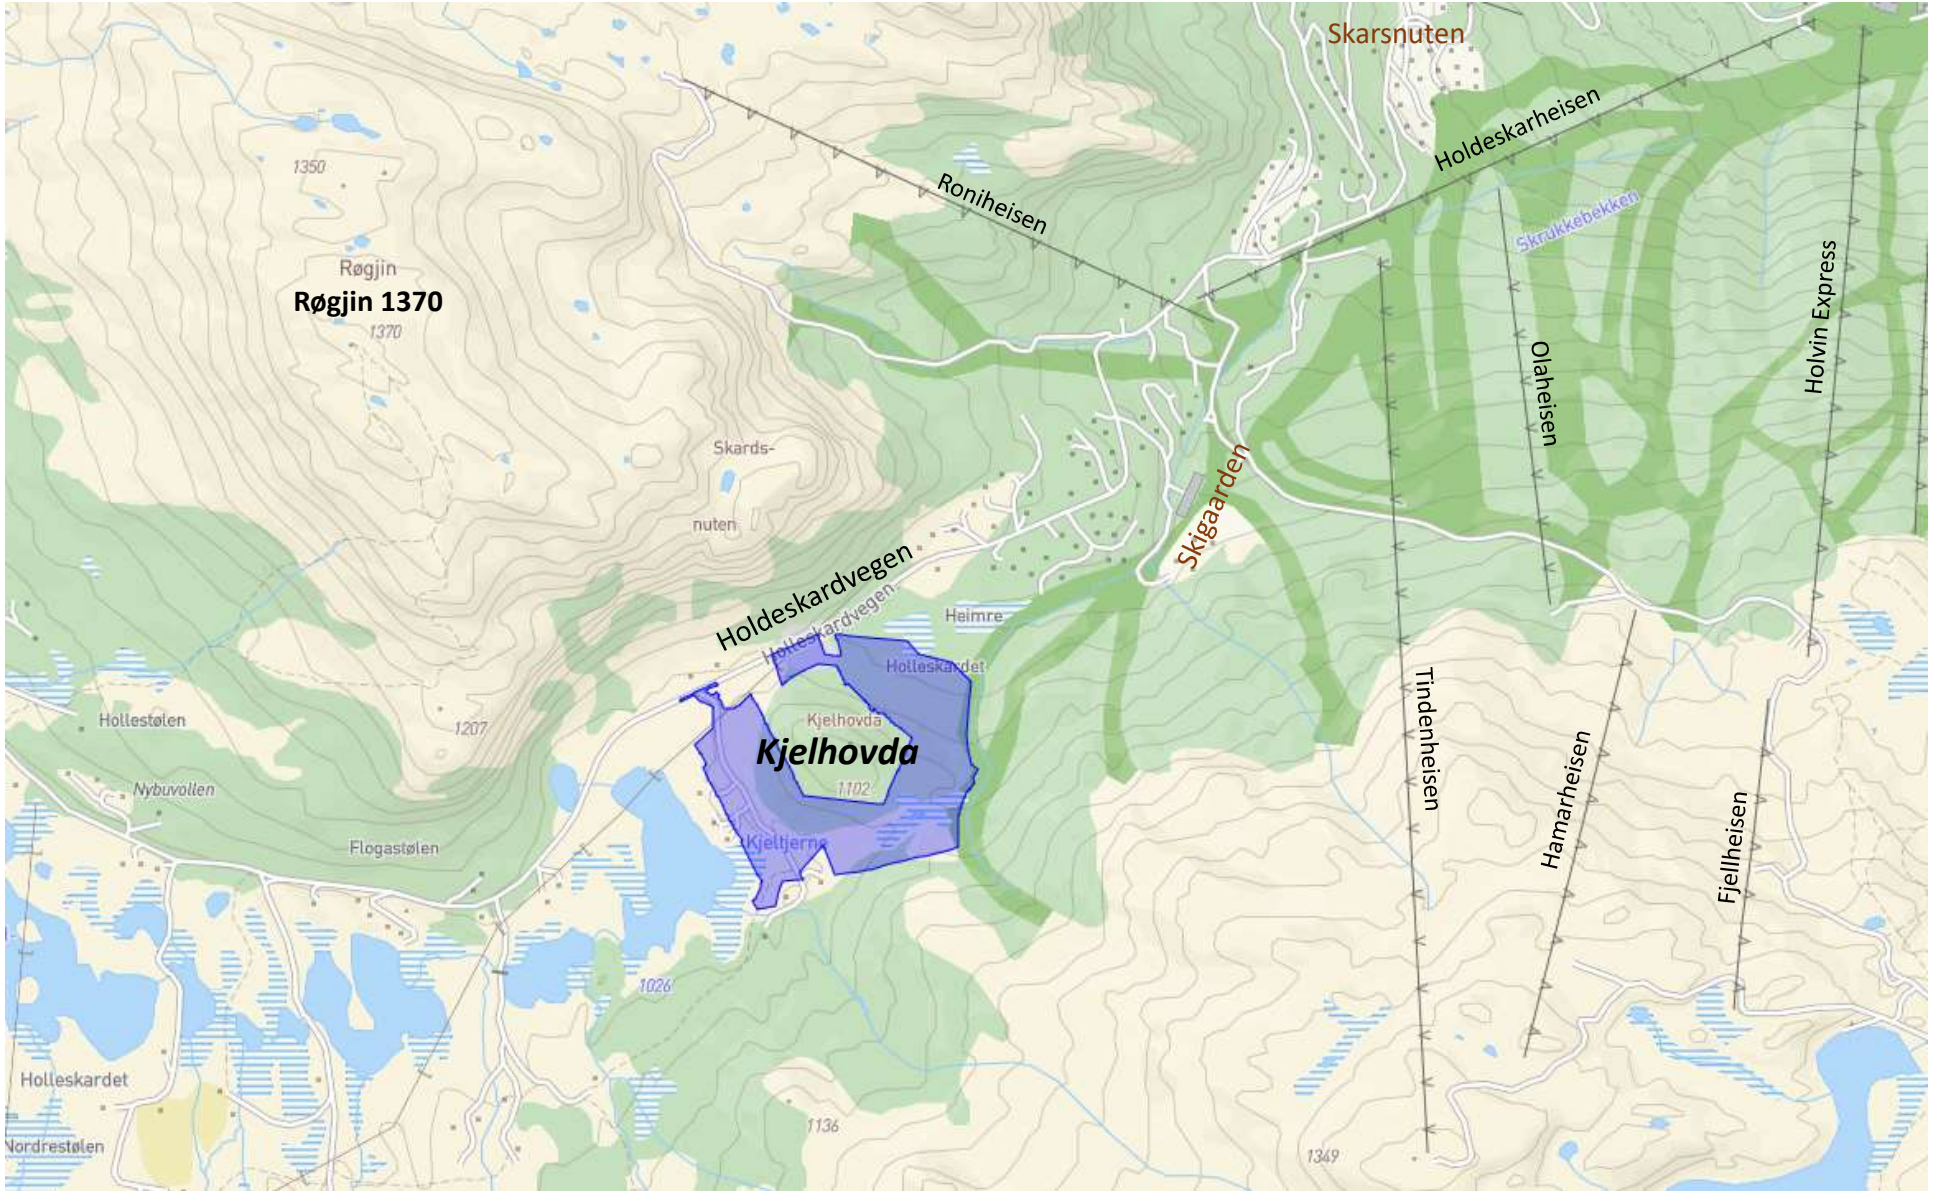 Skarsnuten
Holdeskarheisen
1350
Roniheisen
Skrukkebekken
Røgjin
Røgjin 1370
1370
Holvin Express
Olaheisen
Skards-
nuten
Skigaarden
Holdeskardvegen
Holleskardvegen
Heimre
Holleskardet
Hollestølen
1207
Kjelhovda
Kjelhovda
1102
Tindenheisen
Hamarheisen
Fjellheisen
Nybuvollen
Flogastølen
Kjeltjerne
1026
Holleskardet
1136
Nordrestølen
1349